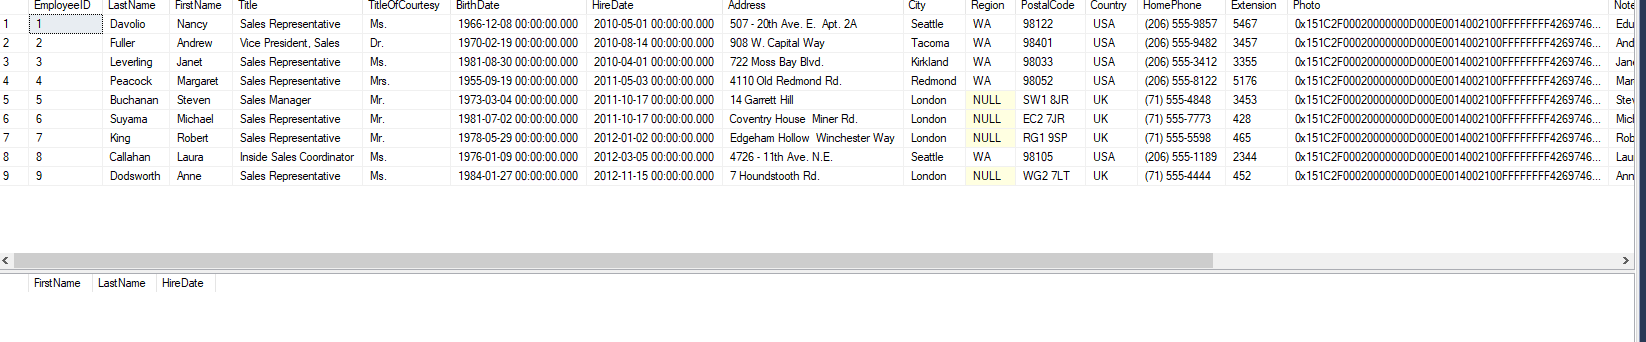 EmployeeID LastName FirstName Title TitleOfCourtesy BirthDate HireDate Address City Region PostalCode Country HomePhone Extension Photo Note
1 1 Davolio Nancy Sales Representative Ms. 1966-12-08 00:00:00.000 2010-05-01 00:00:00.000 507 - 20th Ave. E. Apt. 2A Seattle WA 98122 USA (206) 555-9857 5467 0x151C2F00020000000D000E0014002100FFFFFFFF4269746... Edu
2 2 Fuller Andrew Vice President, Sales Dr. 1970-02-19 00:00:00.000 2010-08-14 00:00:00.000 908 W. Capital Way Tacoma WA 98401 USA (206) 555-9482 3457 0x151C2F00020000000D000E0014002100FFFFFFFF4269746... And
3 3 Leverling Janet Sales Representative Ms. 1981-08-30 00:00:00.000 2010-04-01 00:00:00.000 722 Moss Bay Blvd. Kirkland WA 98033 USA (206) 555-3412 3355 0x151C2F00020000000D000E0014002100FFFFFFFF4269746... Jane
4 4 Peacock Margaret Sales Representative Mrs. 1955-09-19 00:00:00.000 2011-05-03 00:00:00.000 4110 Old Redmond Rd. Redmond WA 98052 USA (206) 555-8122 5176 0x151C2F00020000000D000E0014002100FFFFFFFF4269746... Mar
5 5 Buchanan Steven Sales Manager Mr. 1973-03-04 00:00:00.000 2011-10-17 00:00:00.000 14 Garrett Hill London NULL SW1 8JR UK (71) 555-4848 3453 0x151C2F00020000000D000E0014002100FFFFFFFF4269746... Stev
6 6 Suyama Michael Sales Representative Mr. 1981-07-02 00:00:00.000 2011-10-17 00:00:00.000 Coventry House Miner Rd. London NULL EC2 7JR UK (71) 555-7773 428 0x151C2F00020000000D000E0014002100FFFFFFFF4269746... Mich
7 7 King Robert Sales Representative Mr. 1978-05-29 00:00:00.000 2012-01-02 00:00:00.000 Edgeham Hollow Winchester Way London NULL RG1 9SP UK (71) 555-5598 465 0x151C2F00020000000D000E0014002100FFFFFFFF4269746... Rob
8 8 Callahan Laura Inside Sales Coordinator Ms. 1976-01-09 00:00:00.000 2012-03-05 00:00:00.000 4726 - 11th Ave. N.E. Seattle WA 98105 USA (206) 555-1189 2344 0x151C2F00020000000D000E0014002100FFFFFFFF4269746... Lau
9 9 Dodsworth Anne Sales Representative Ms. 1984-01-27 00:00:00.000 2012-11-15 00:00:00.000 7 Houndstooth Rd. London NULL WG2 7LT UK (71) 555-4444 452 0x151C2F00020000000D000E0014002100FFFFFFFF4269746... Ann
FirstName LastName HireDate